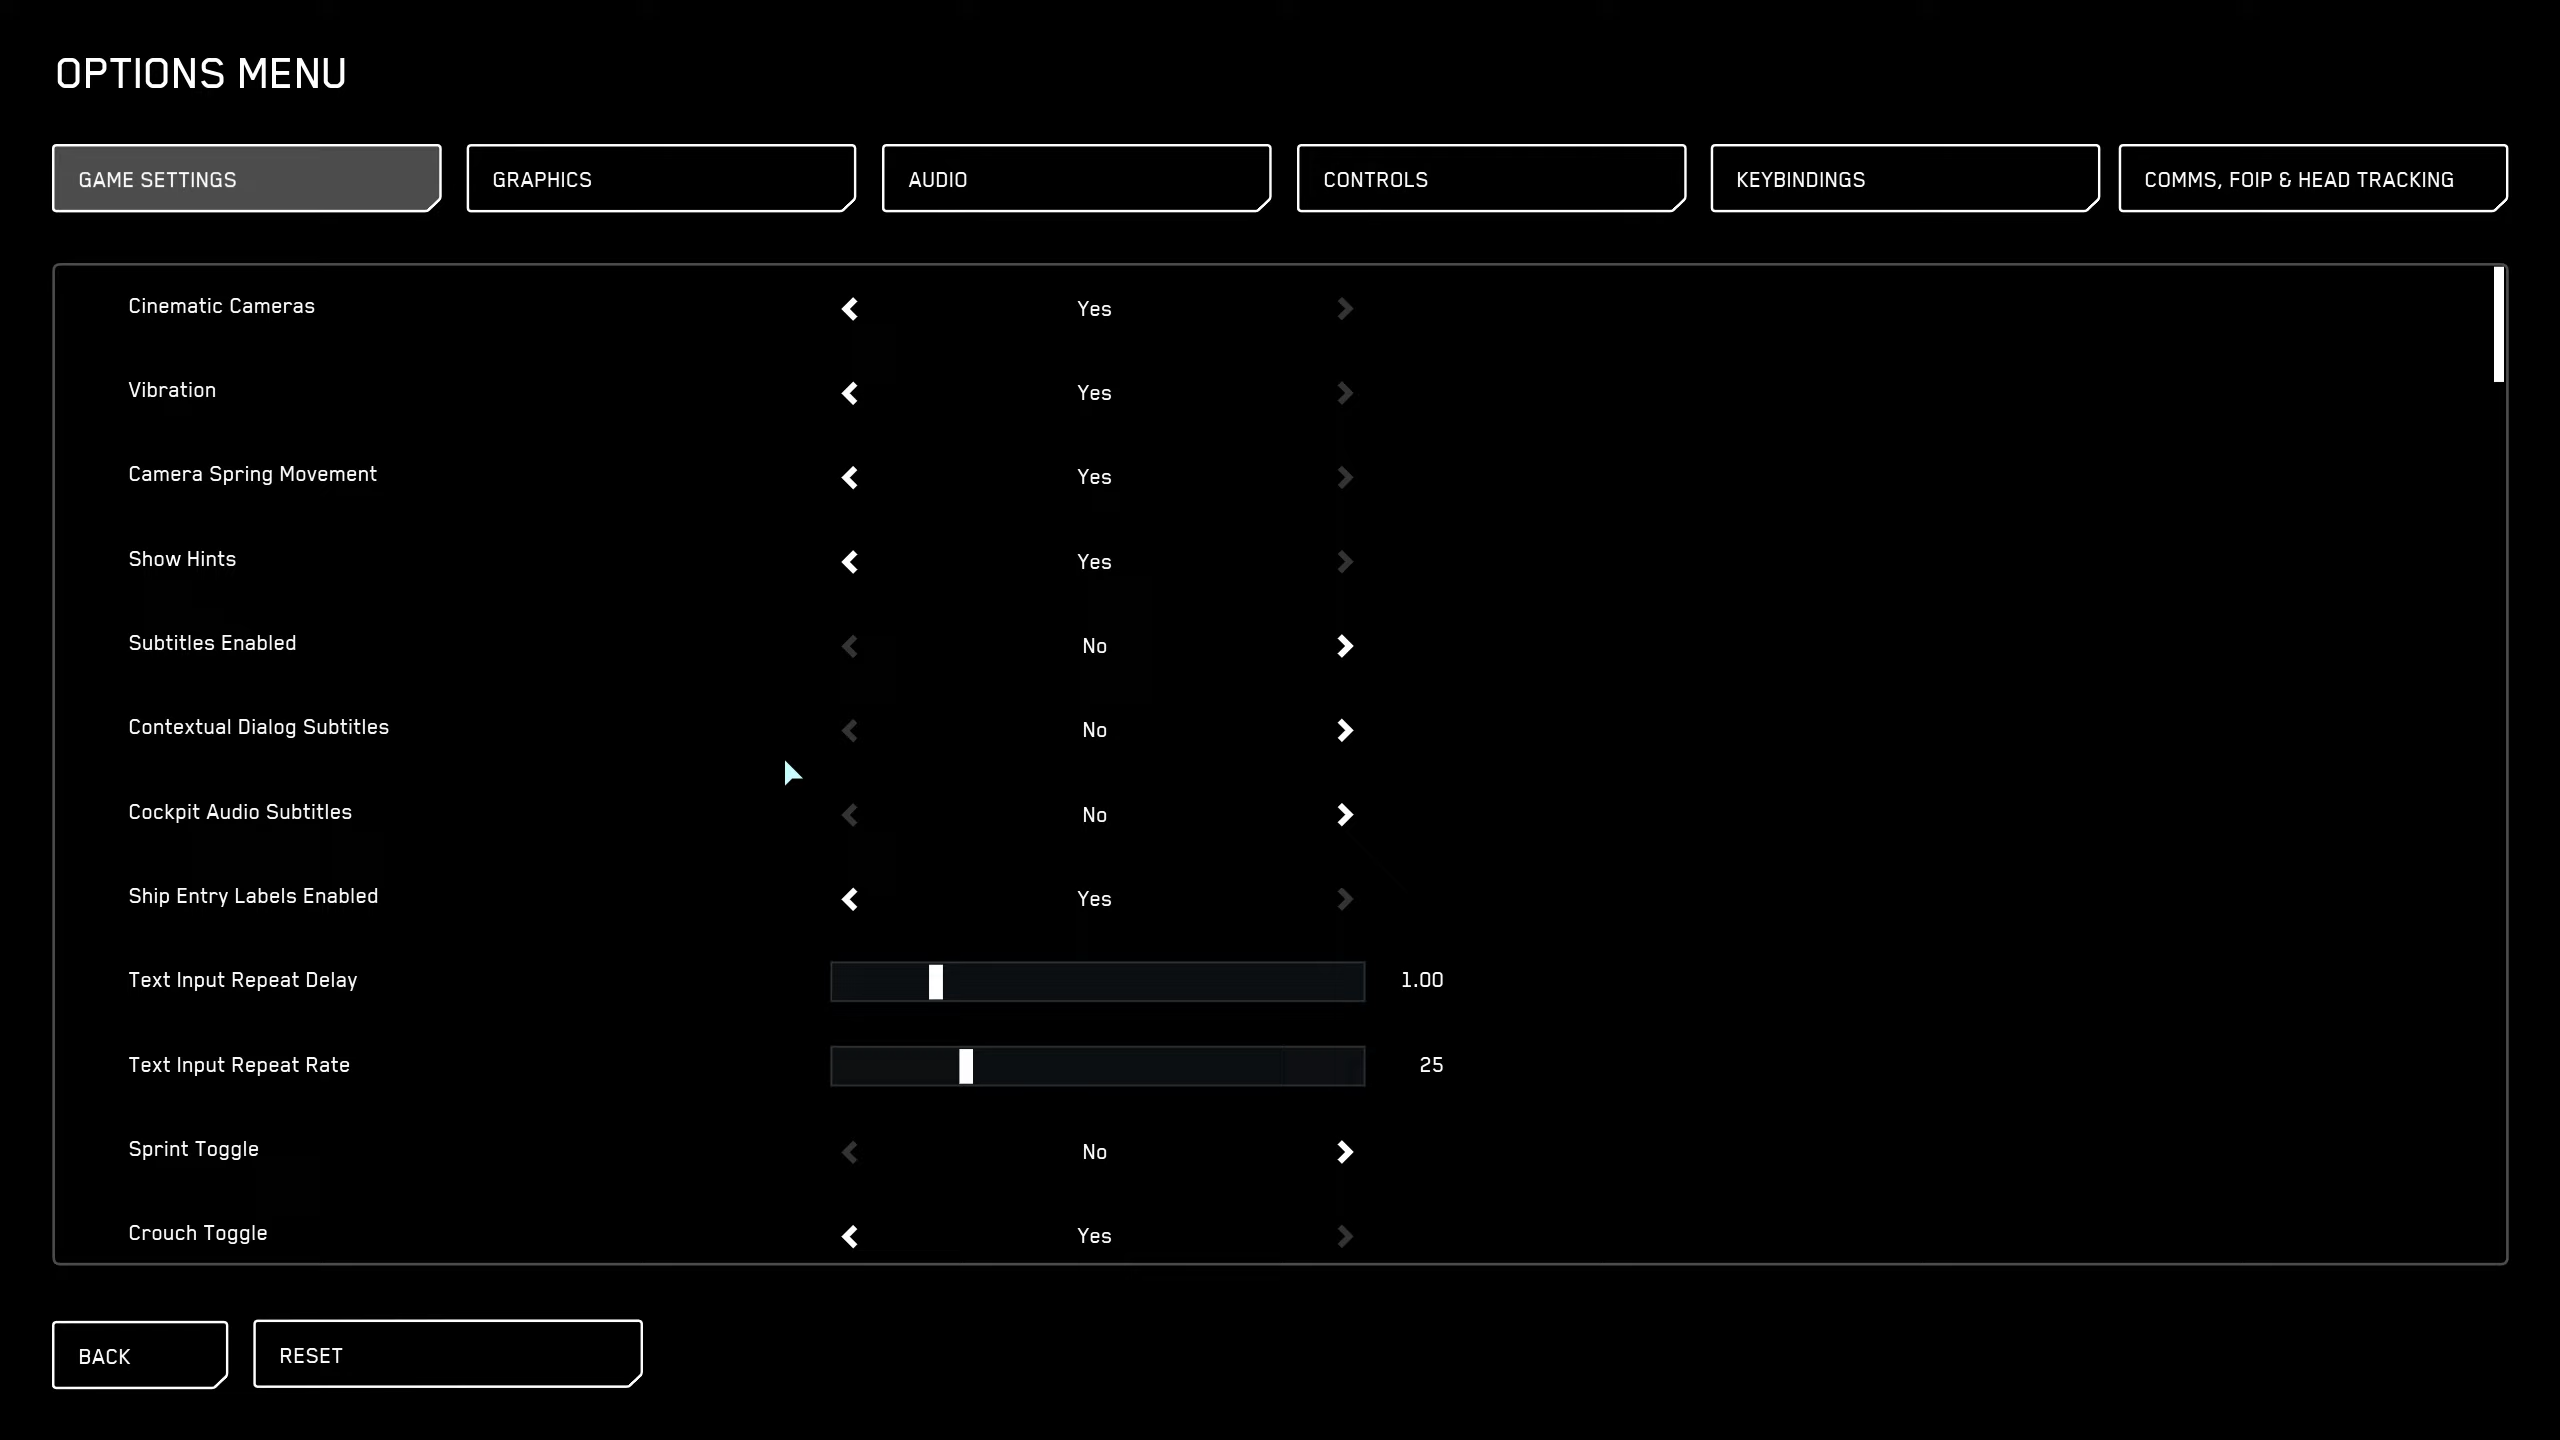 OPTIONS MENU
GAME SETTINGS
GRAPHICS
AUDIO
CONTROLS
KEYBINDINGS
COMMS, FOIP & HEAD TRACKING
Cinematic Cameras Yes
Vibration Yes
Camera Spring Movement Yes
Show Hints Yes
Subtitles Enabled No
Contextual Dialog Subtitles No
Cockpit Audio Subtitles No
Ship Entry Labels Enabled Yes
Text Input Repeat Delay 1.00
Text Input Repeat Rate 25
Sprint Toggle No
Crouch Toggle Yes
BACK
RESET